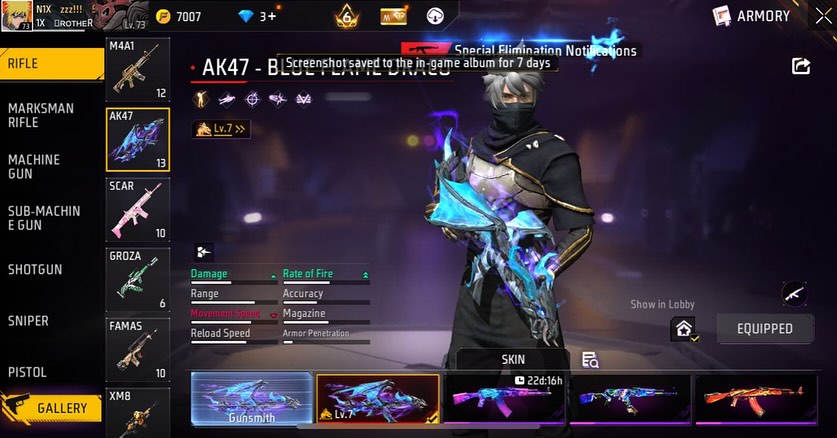 N1X zzz!!!
1X BROTHER
73
Lv.73
7007
3+
6
ARMORY
Special Elimination Notifications
Screenshot saved to the in-game album for 7 days
AK47 -
Lv.7 >>
RIFLE
MARKSMAN
RIFLE
MACHINE
GUN
SUB-MACHIN
E GUN
SHOTGUN
SNIPER
PISTOL
GALLERY
M4A1
12
AK47
13
SCAR
10
GROZA
6
FAMAS
10
XM8
Damage
Rate of Fire
Range
Accuracy
Movement Speed
Magazine
Reload Speed
Armor Penetration
Show in Lobby
EQUIPPED
SKIN
Gunsmith
Lv.7
22d:16h